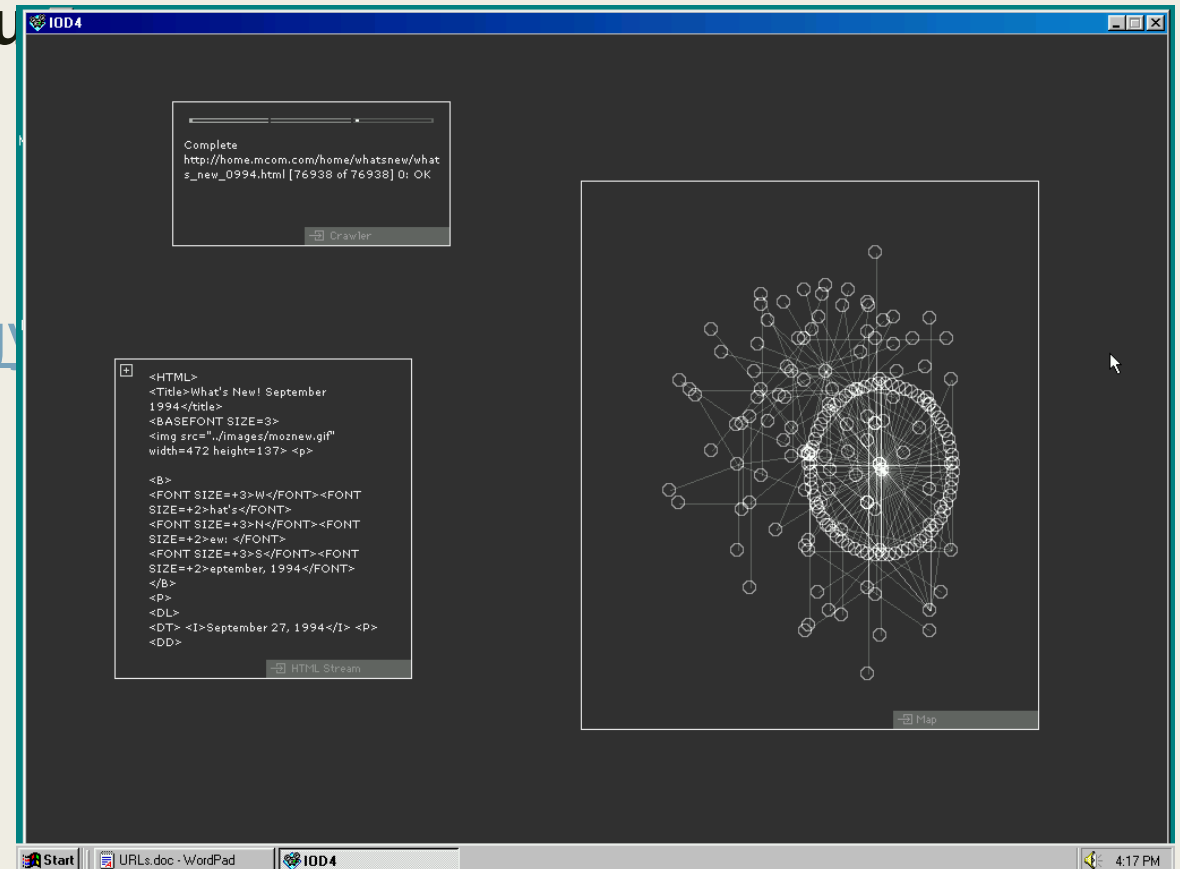 IOD4
Complete
http://home.mcom.com/home/whatsnew/what
s_new_0994.html [76938 of 76938] 0: OK
Crawler
<HTML>
<Title>What's New! September
1994</title>
<BASEFONT SIZE=3>
<img src="../images/moznew.gif"
width=472 height=137> <p>
<B>
<FONT SIZE=+3>W</FONT><FONT
SIZE=+2>hat's</FONT>
<FONT SIZE=+3>N</FONT><FONT
SIZE=+2>ew: </FONT>
<FONT SIZE=+3>S</FONT><FONT
SIZE=+2>eptember, 1994</FONT>
</B>
<P>
<DL>
<DT> <I>September 27, 1994</I> <P>
<DD>
HTML Stream
Map
Start
URLs.doc - WordPad
IOD4
4:17 PM